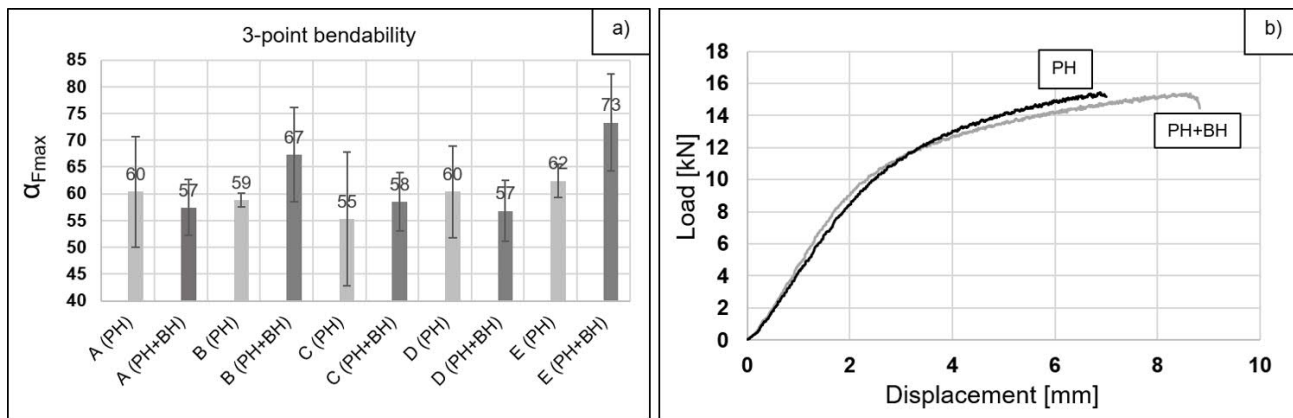 3-point bendability
a)
85
80
75
70
65
60
55
50
45
40
αFmax
60
57
59
67
55
58
60
57
62
73
A (PH)
A (PH+BH)
B (PH)
B (PH+BH)
C (PH)
C (PH+BH)
D (PH)
D (PH+BH)
E (PH)
E (PH+BH)
b)
18
16
14
12
10
8
6
4
2
0
Load [kN]
PH
PH+BH
0 2 4 6 8 10
Displacement [mm]